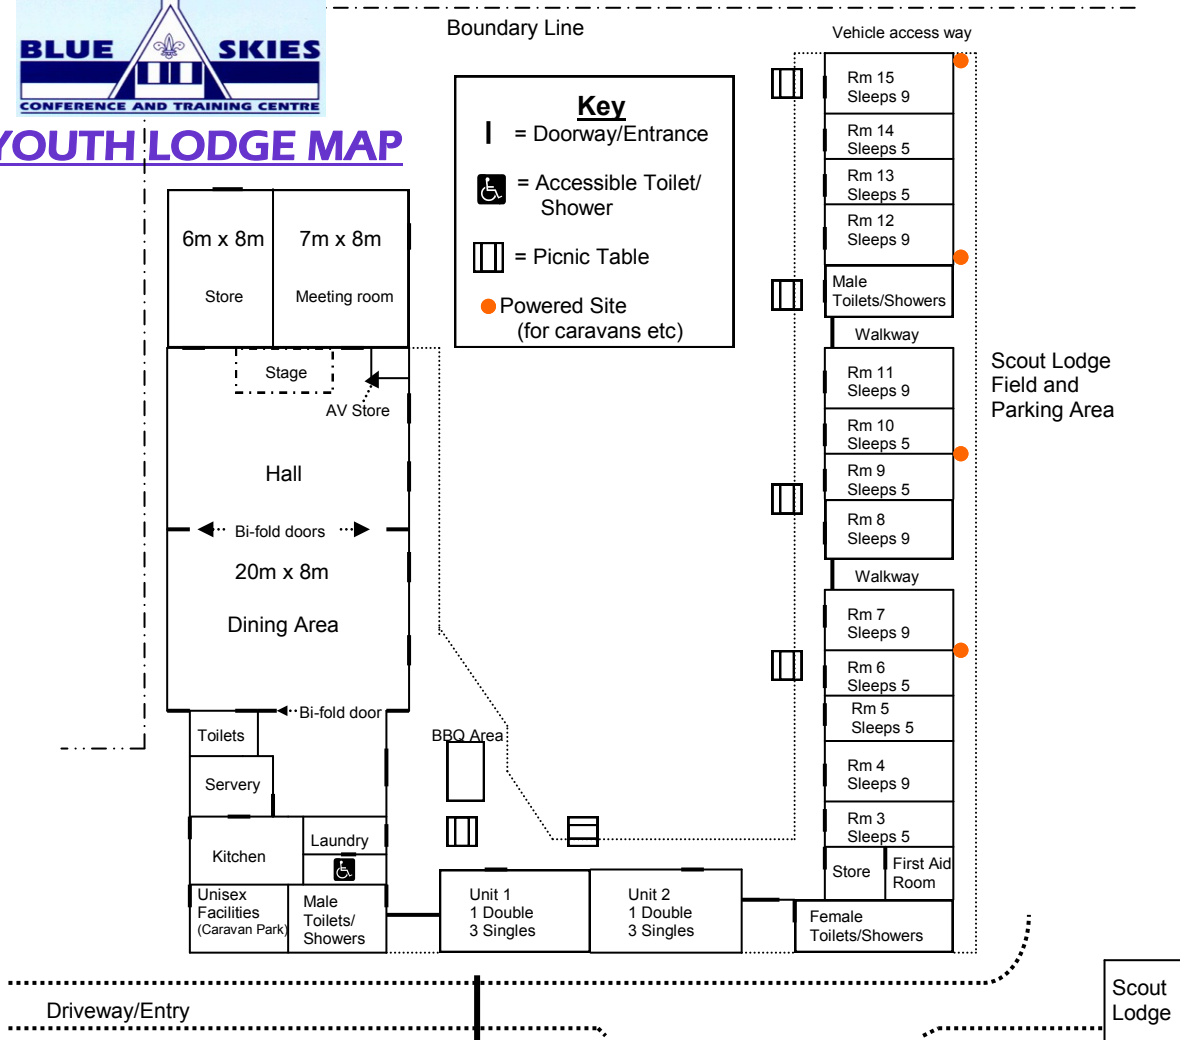 BLUE SKIES
CONFERENCE AND TRAINING CENTRE
YOUTH LODGE MAP
Boundary Line
Vehicle access way
Key
= Doorway/Entrance
= Accessible Toilet/
Shower
= Picnic Table
Powered Site
(for caravans etc)
6m x 8m
Store
7m x 8m
Meeting room
Stage
AV Store
Hall
Bi-fold doors
20m x 8m
Dining Area
Bi-fold door
Toilets
Servery
Kitchen
Laundry
Unisex
Facilities
(Caravan Park)
Male
Toilets/
Showers
BBQ Area
Unit 1
1 Double
3 Singles
Unit 2
1 Double
3 Singles
Rm 15
Sleeps 9
Rm 14
Sleeps 5
Rm 13
Sleeps 5
Rm 12
Sleeps 9
Male
Toilets/Showers
Walkway
Rm 11
Sleeps 9
Rm 10
Sleeps 5
Rm 9
Sleeps 5
Rm 8
Sleeps 9
Walkway
Rm 7
Sleeps 9
Rm 6
Sleeps 5
Rm 5
Sleeps 5
Rm 4
Sleeps 9
Rm 3
Sleeps 5
Store
First Aid
Room
Female
Toilets/Showers
Scout Lodge
Field and
Parking Area
Driveway/Entry
Scout
Lodge